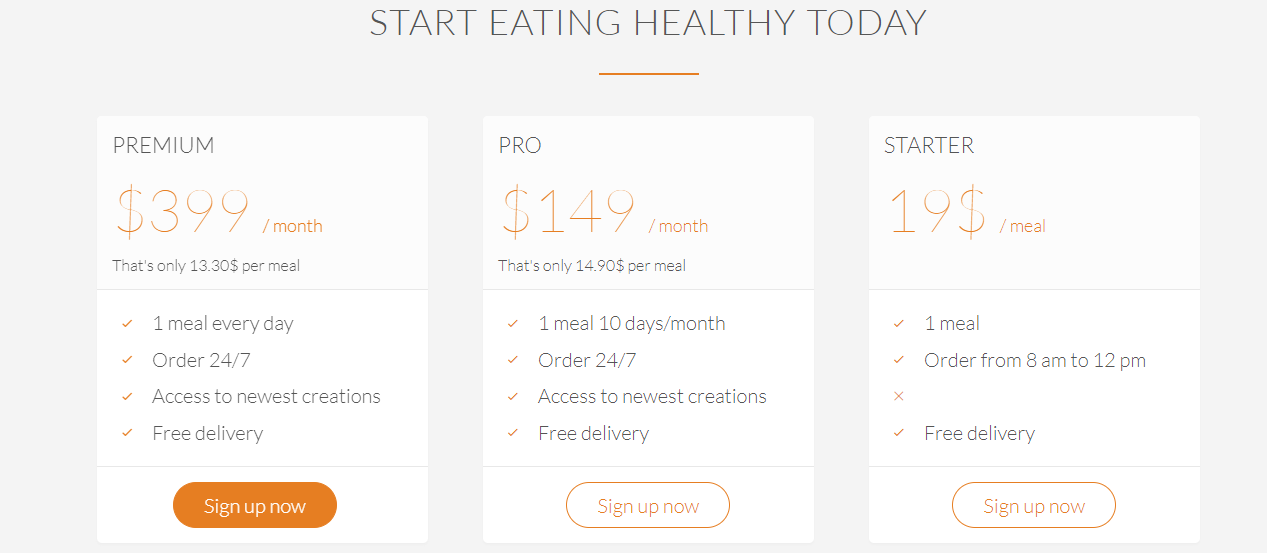 START EATING HEALTHY TODAY
PREMIUM
$399 / month
That's only 13.30$ per meal
1 meal every day
Order 24/7
Access to newest creations
Free delivery
Sign up now
PRO
$149 / month
That's only 14.90$ per meal
1 meal 10 days/month
Order 24/7
Access to newest creations
Free delivery
Sign up now
STARTER
19$ / meal
1 meal
Order from 8 am to 12 pm
Free delivery
Sign up now